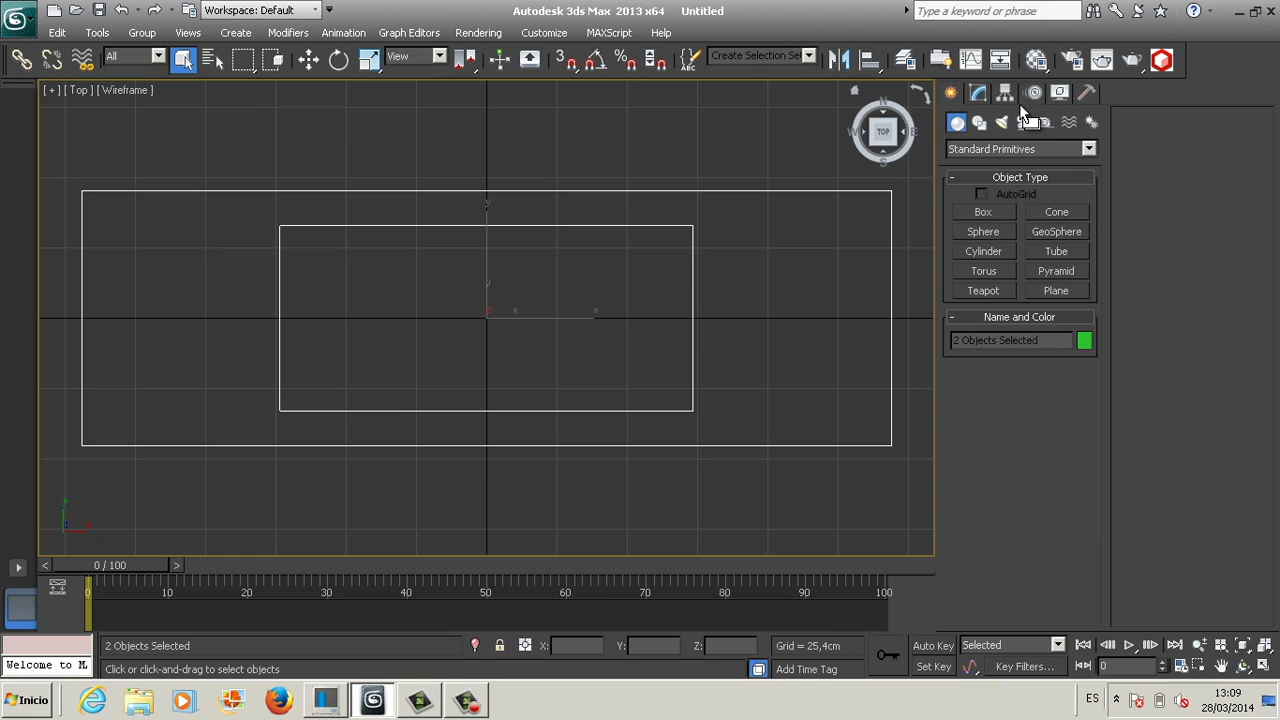 Workspace: Default
Autodesk 3ds Max 2013 x64    Untitled
Type a keyword or phrase
Edit Tools Group Views Create Modifiers Animation Graph Editors Rendering Customize MAXScript Help
All
View
3
Create Selection Set
[ + ] [ Top ] [ Wireframe ]
N
W TOP E
S
Standard Primitives
- Object Type
AutoGrid
Box Cone
Sphere GeoSphere
Cylinder Tube
Torus Pyramid
Teapot Plane
- Name and Color
2 Objects Selected
y
x x
< 0 / 100 >
0 10 20 30 40 50 60 70 80 90 100
2 Objects Selected X: Y: Z: Grid = 25,4cm Auto Key Selected
Welcome to M Click or click-and-drag to select objects Add Time Tag Set Key Key Filters... 0
Inicio
ES
13:09
28/03/2014